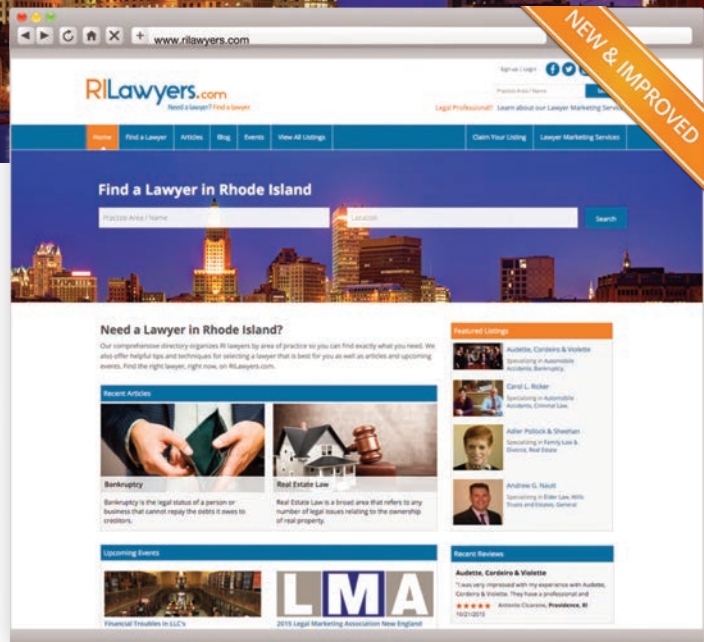 www.rilawyers.com
NEW & IMPROVED
Sign up | Login
RILawyers.com
Need a lawyer? Find a lawyer
Practice Area / Name
Legal Professional? Learn about our Lawyer Marketing
Home Find a Lawyer Articles Blog Events View All Listings Claim Your Listing Lawyer Marketing Services
Find a Lawyer in Rhode Island
Practice Area / Name Location Search
Need a Lawyer in Rhode Island?
Our comprehensive directory organizes RI lawyers by area of practice so you can find exactly what you need. We
also offer helpful tips and techniques for selecting a lawyer that is best for you as well as articles and upcoming
events. Find the right lawyer, right now, on RILawyers.com.
Recent Articles
Bankruptcy
Bankruptcy is the legal status of a person or
business that cannot repay the debts it owes to
creditors.
Real Estate Law
Real Estate Law is a broad area that refers to any
number of legal issues relating to the ownership
of real property.
Featured Listings
Audette, Cordeiro & Violette
Specializing in Automobile
Accidents, Bankruptcy,
Carol L. Ricker
Specializing in Automobile
Accidents, Criminal Law,
Adler Pollock & Sheehan
Specializing in Family Law &
Divorce, Real Estate
Andrew G. Nault
Specializing in Elder Law, Wills
Trusts and Estates, General
Upcoming Events
Financial Troubles in LLC's
LMA
2015 Legal Marketing Association New England
Recent Reviews
Audette, Cordeiro & Violette
"I was very impressed with my experience with Audette,
Cordeiro & Violette. They have a professional and
Antonio Cicarone, Providence, RI
10/21/2015